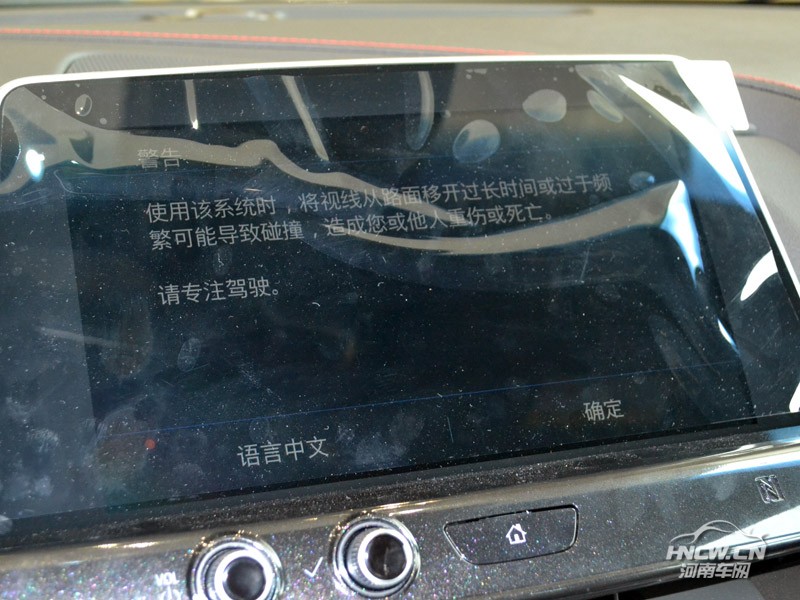 警告
使用该系统时，将视线从路面移开过长时间或过于频
繁可能导致碰撞，造成您或他人重伤或死亡。
请专注驾驶。
确定
语言中文
VOL
HNCW.CN
河南车网